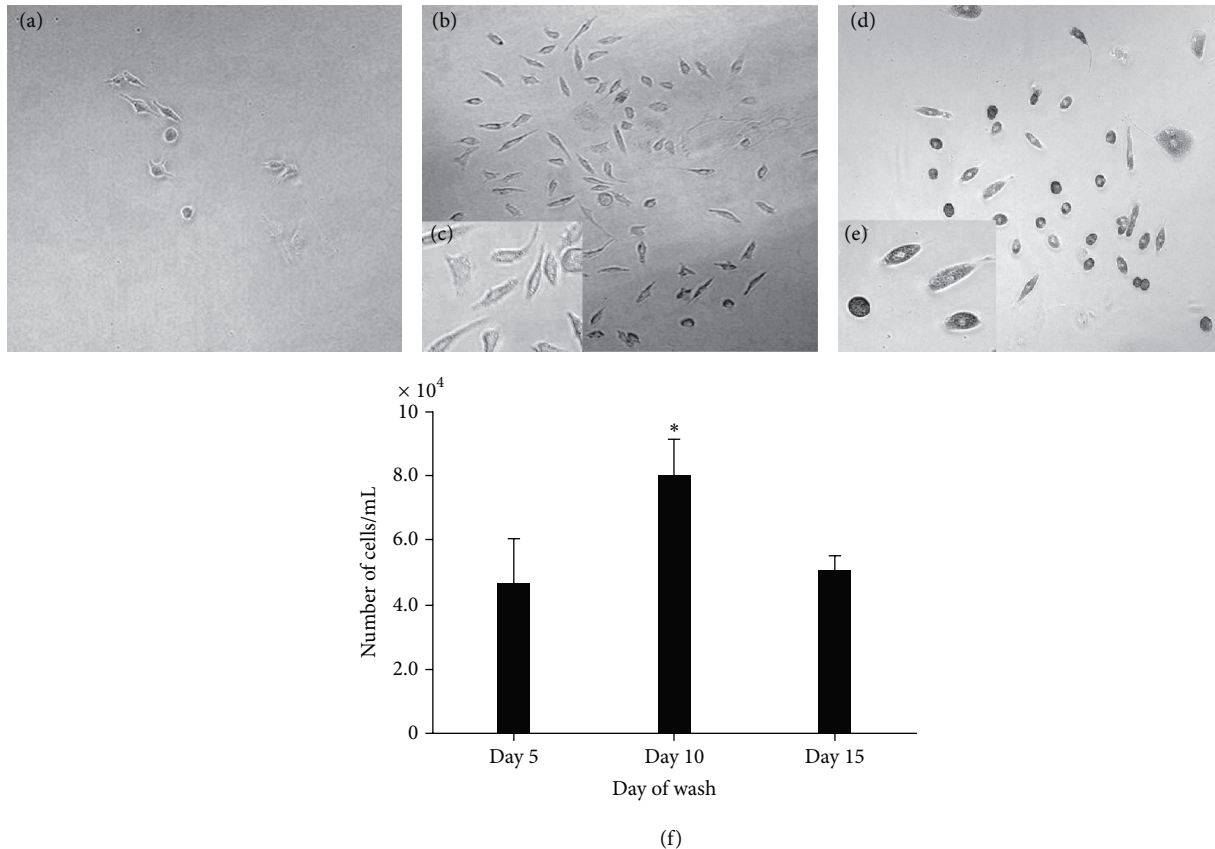 (a)
(b)
(c)
(d)
(e)
× 10⁴
10
8.0
6.0
4.0
2.0
0
Number of cells/mL
*
Day 5
Day 10
Day 15
Day of wash
(f)